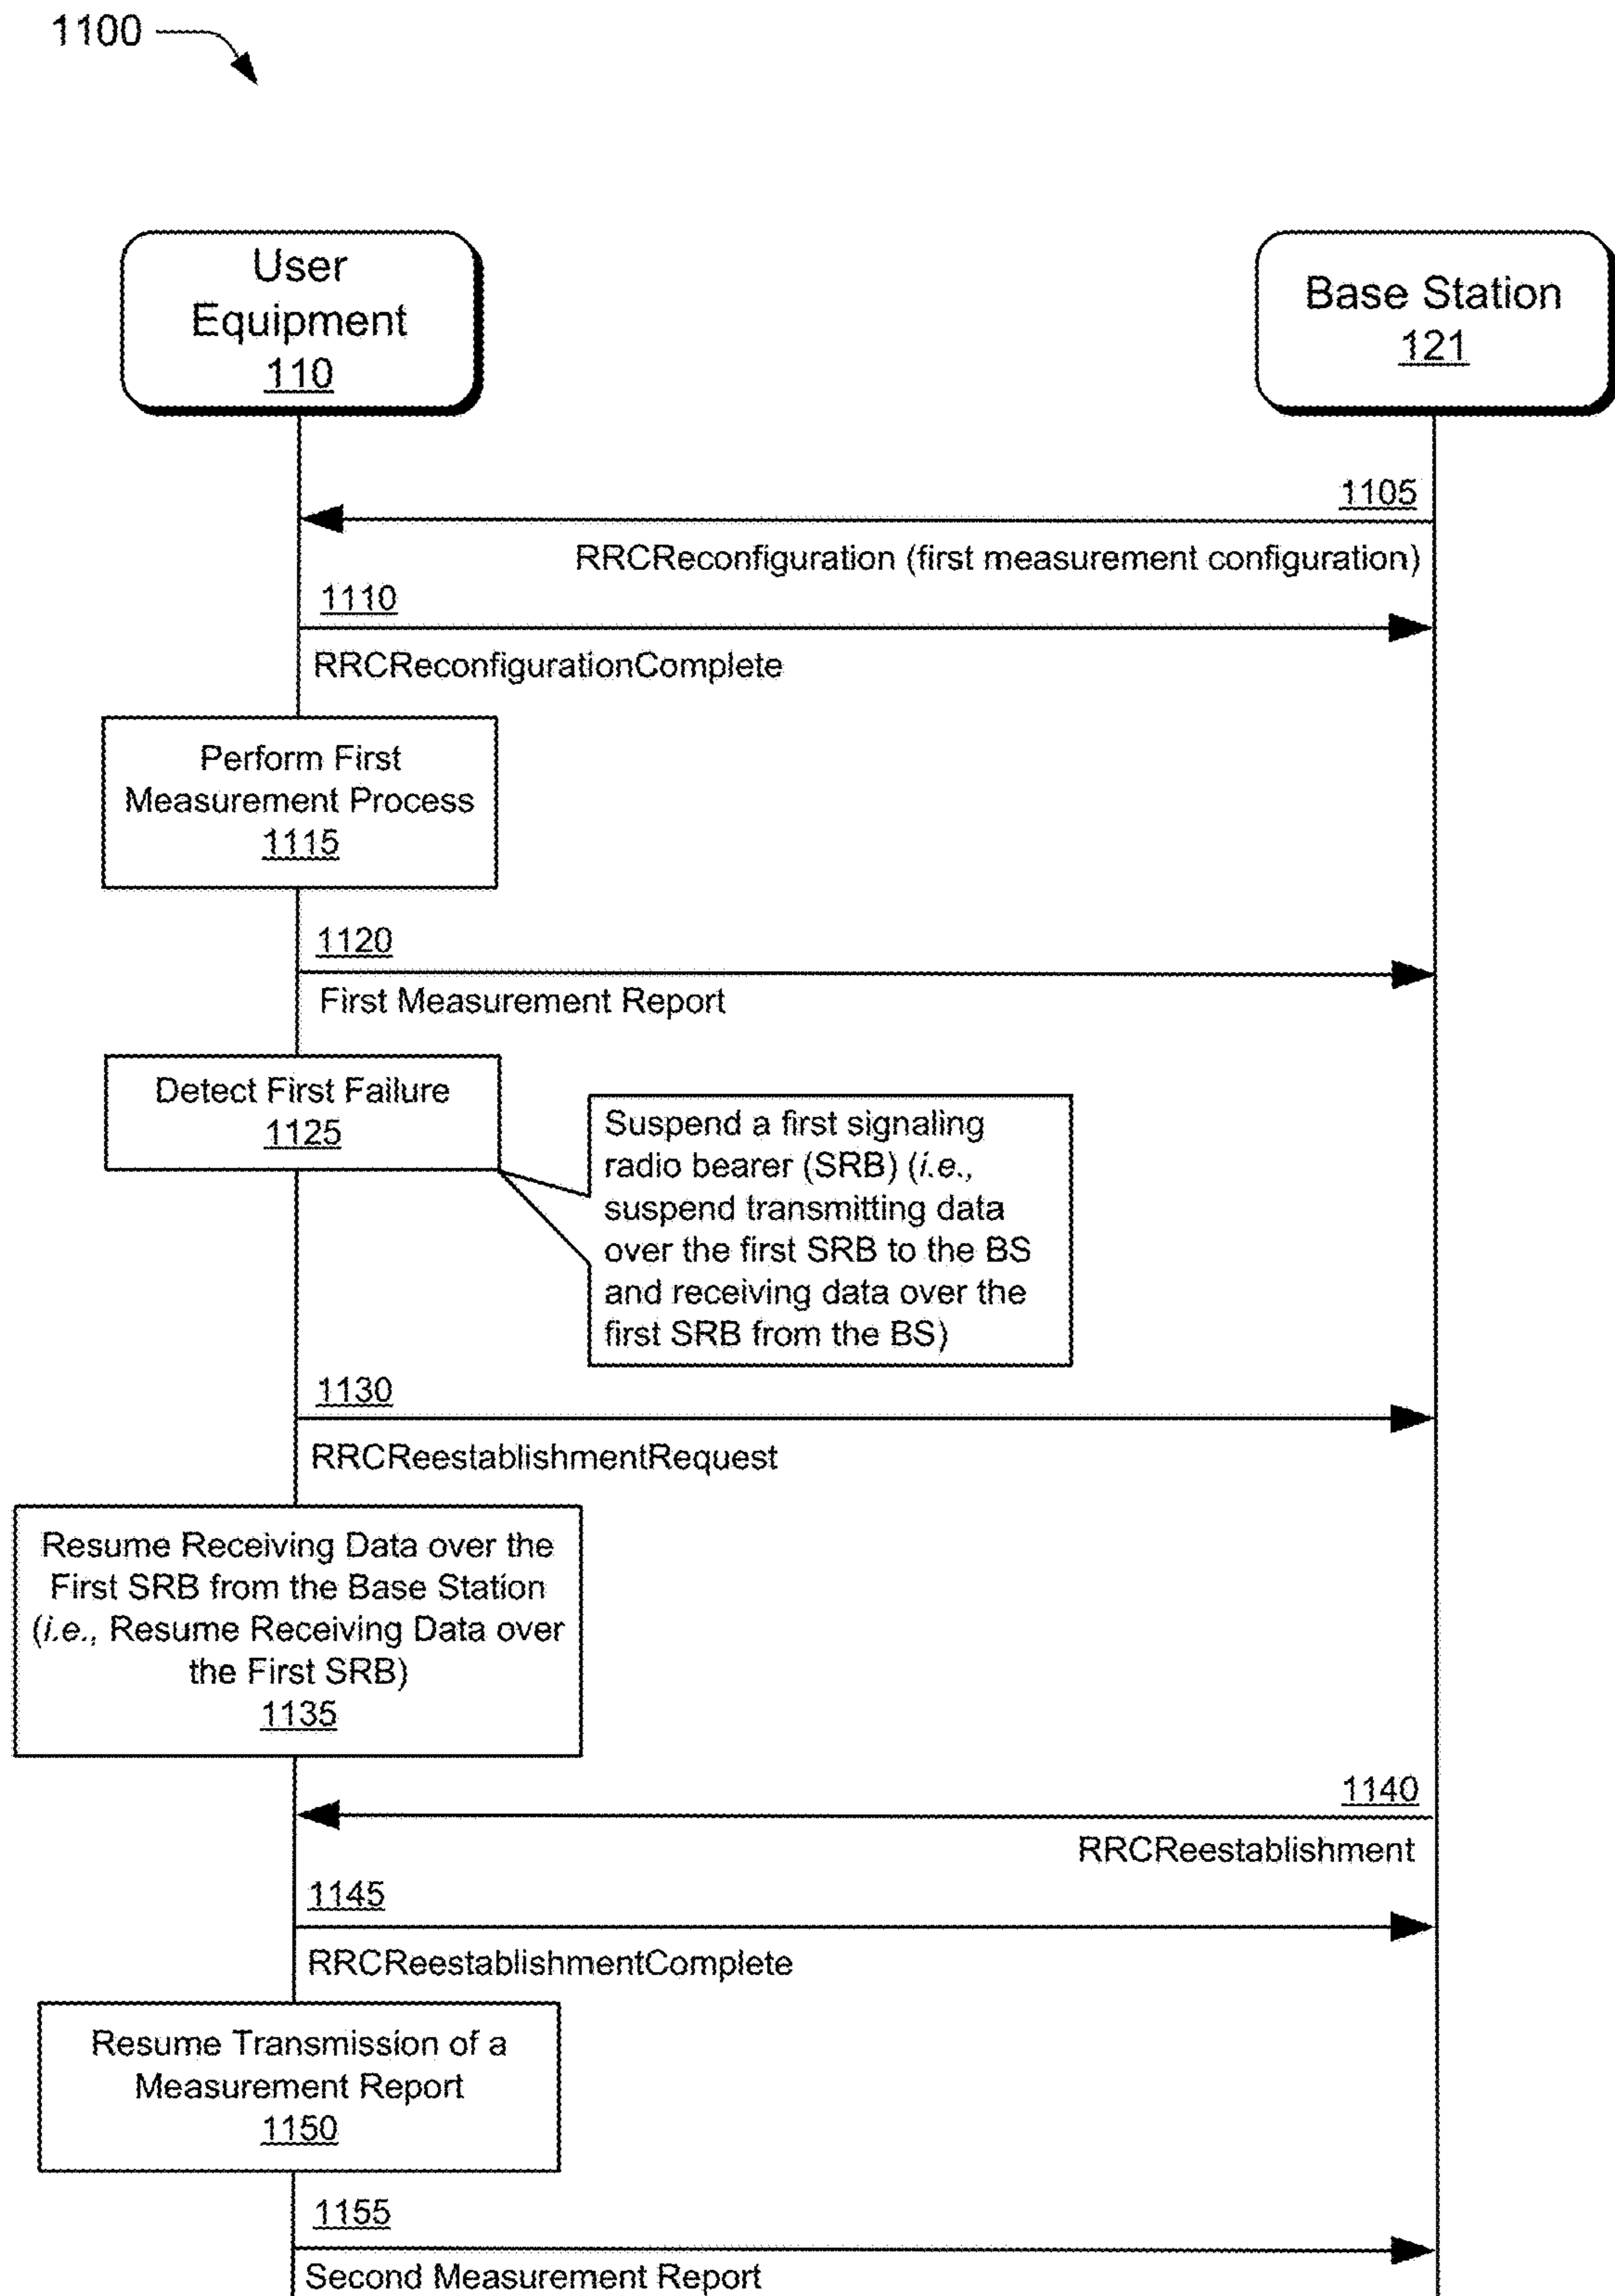 1100
User
Equipment
110
Base Station
121
1105
RRCReconfiguration (first measurement configuration)
1110
RRCReconfigurationComplete
Perform First
Measurement Process
1115
1120
First Measurement Report
Detect First Failure
1125
Suspend a first signaling
radio bearer (SRB) (i.e.,
suspend transmitting data
over the first SRB to the BS
and receiving data over the
first SRB from the BS)
1130
RRCReestablishmentRequest
Resume Receiving Data over the
First SRB from the Base Station
(i.e., Resume Receiving Data over
the First SRB)
1135
1140
RRCReestablishment
1145
RRCReestablishmentComplete
Resume Transmission of a
Measurement Report
1150
1155
Second Measurement Report